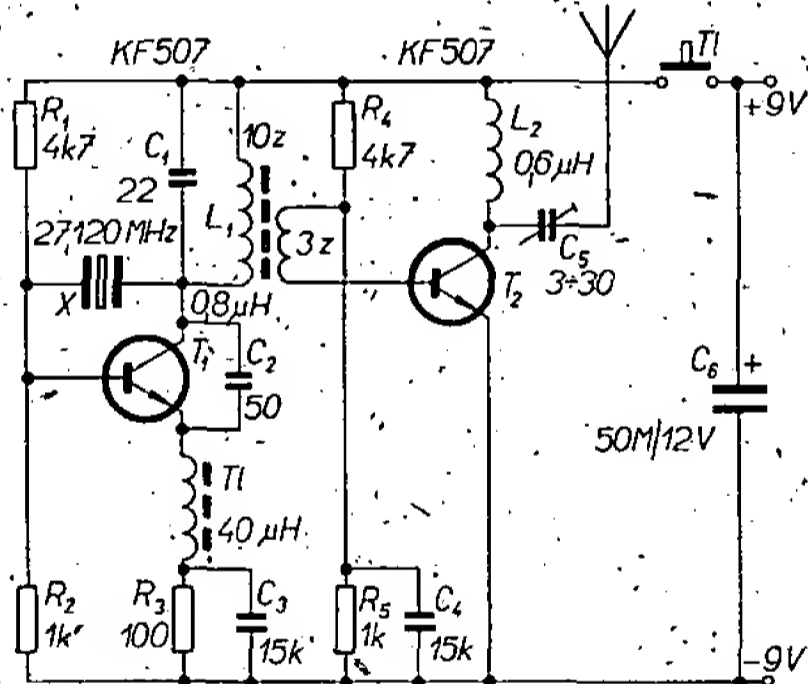 KF507
KF507
Tl
+9V
R1
4k7
C1
22
10z
L1
0,8µH
3z
R4
4k7
L2
0,6µH
27,120 MHz
X
T1
C2
50
T2
C5
3÷30
C6
+
50M/12V
Tl
40µH
R2
1k
R3
100
C3
15k
R5
1k
C4
15k
-9V